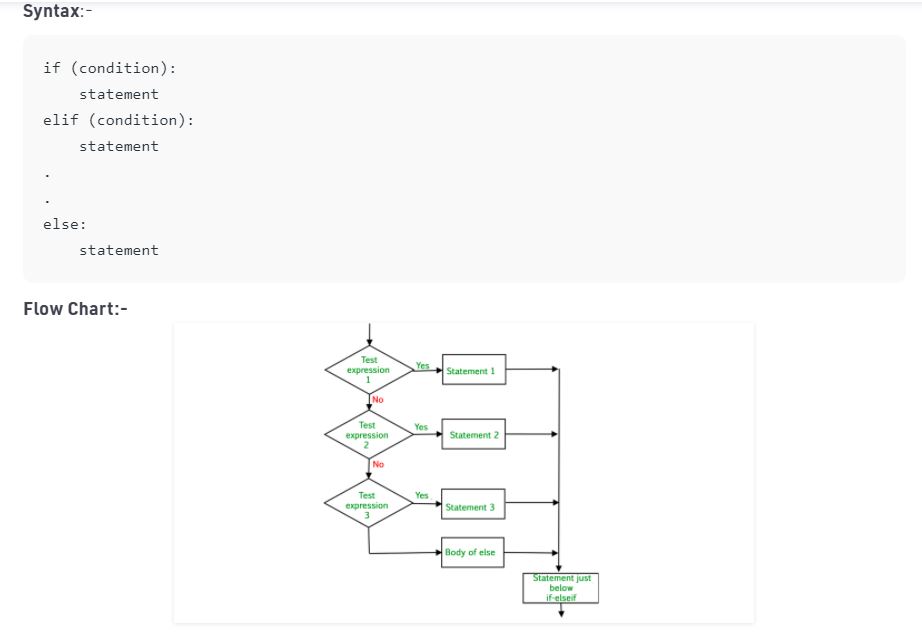 Syntax:-
if (condition):
    statement
elif (condition):
    statement
.
.
else:
    statement
Flow Chart:-
Test
expression
1
Yes
Statement 1
No
Test
expression
2
Yes
Statement 2
No
Test
expression
3
Yes
Statement 3
Body of else
Statement just
below
if-elseif